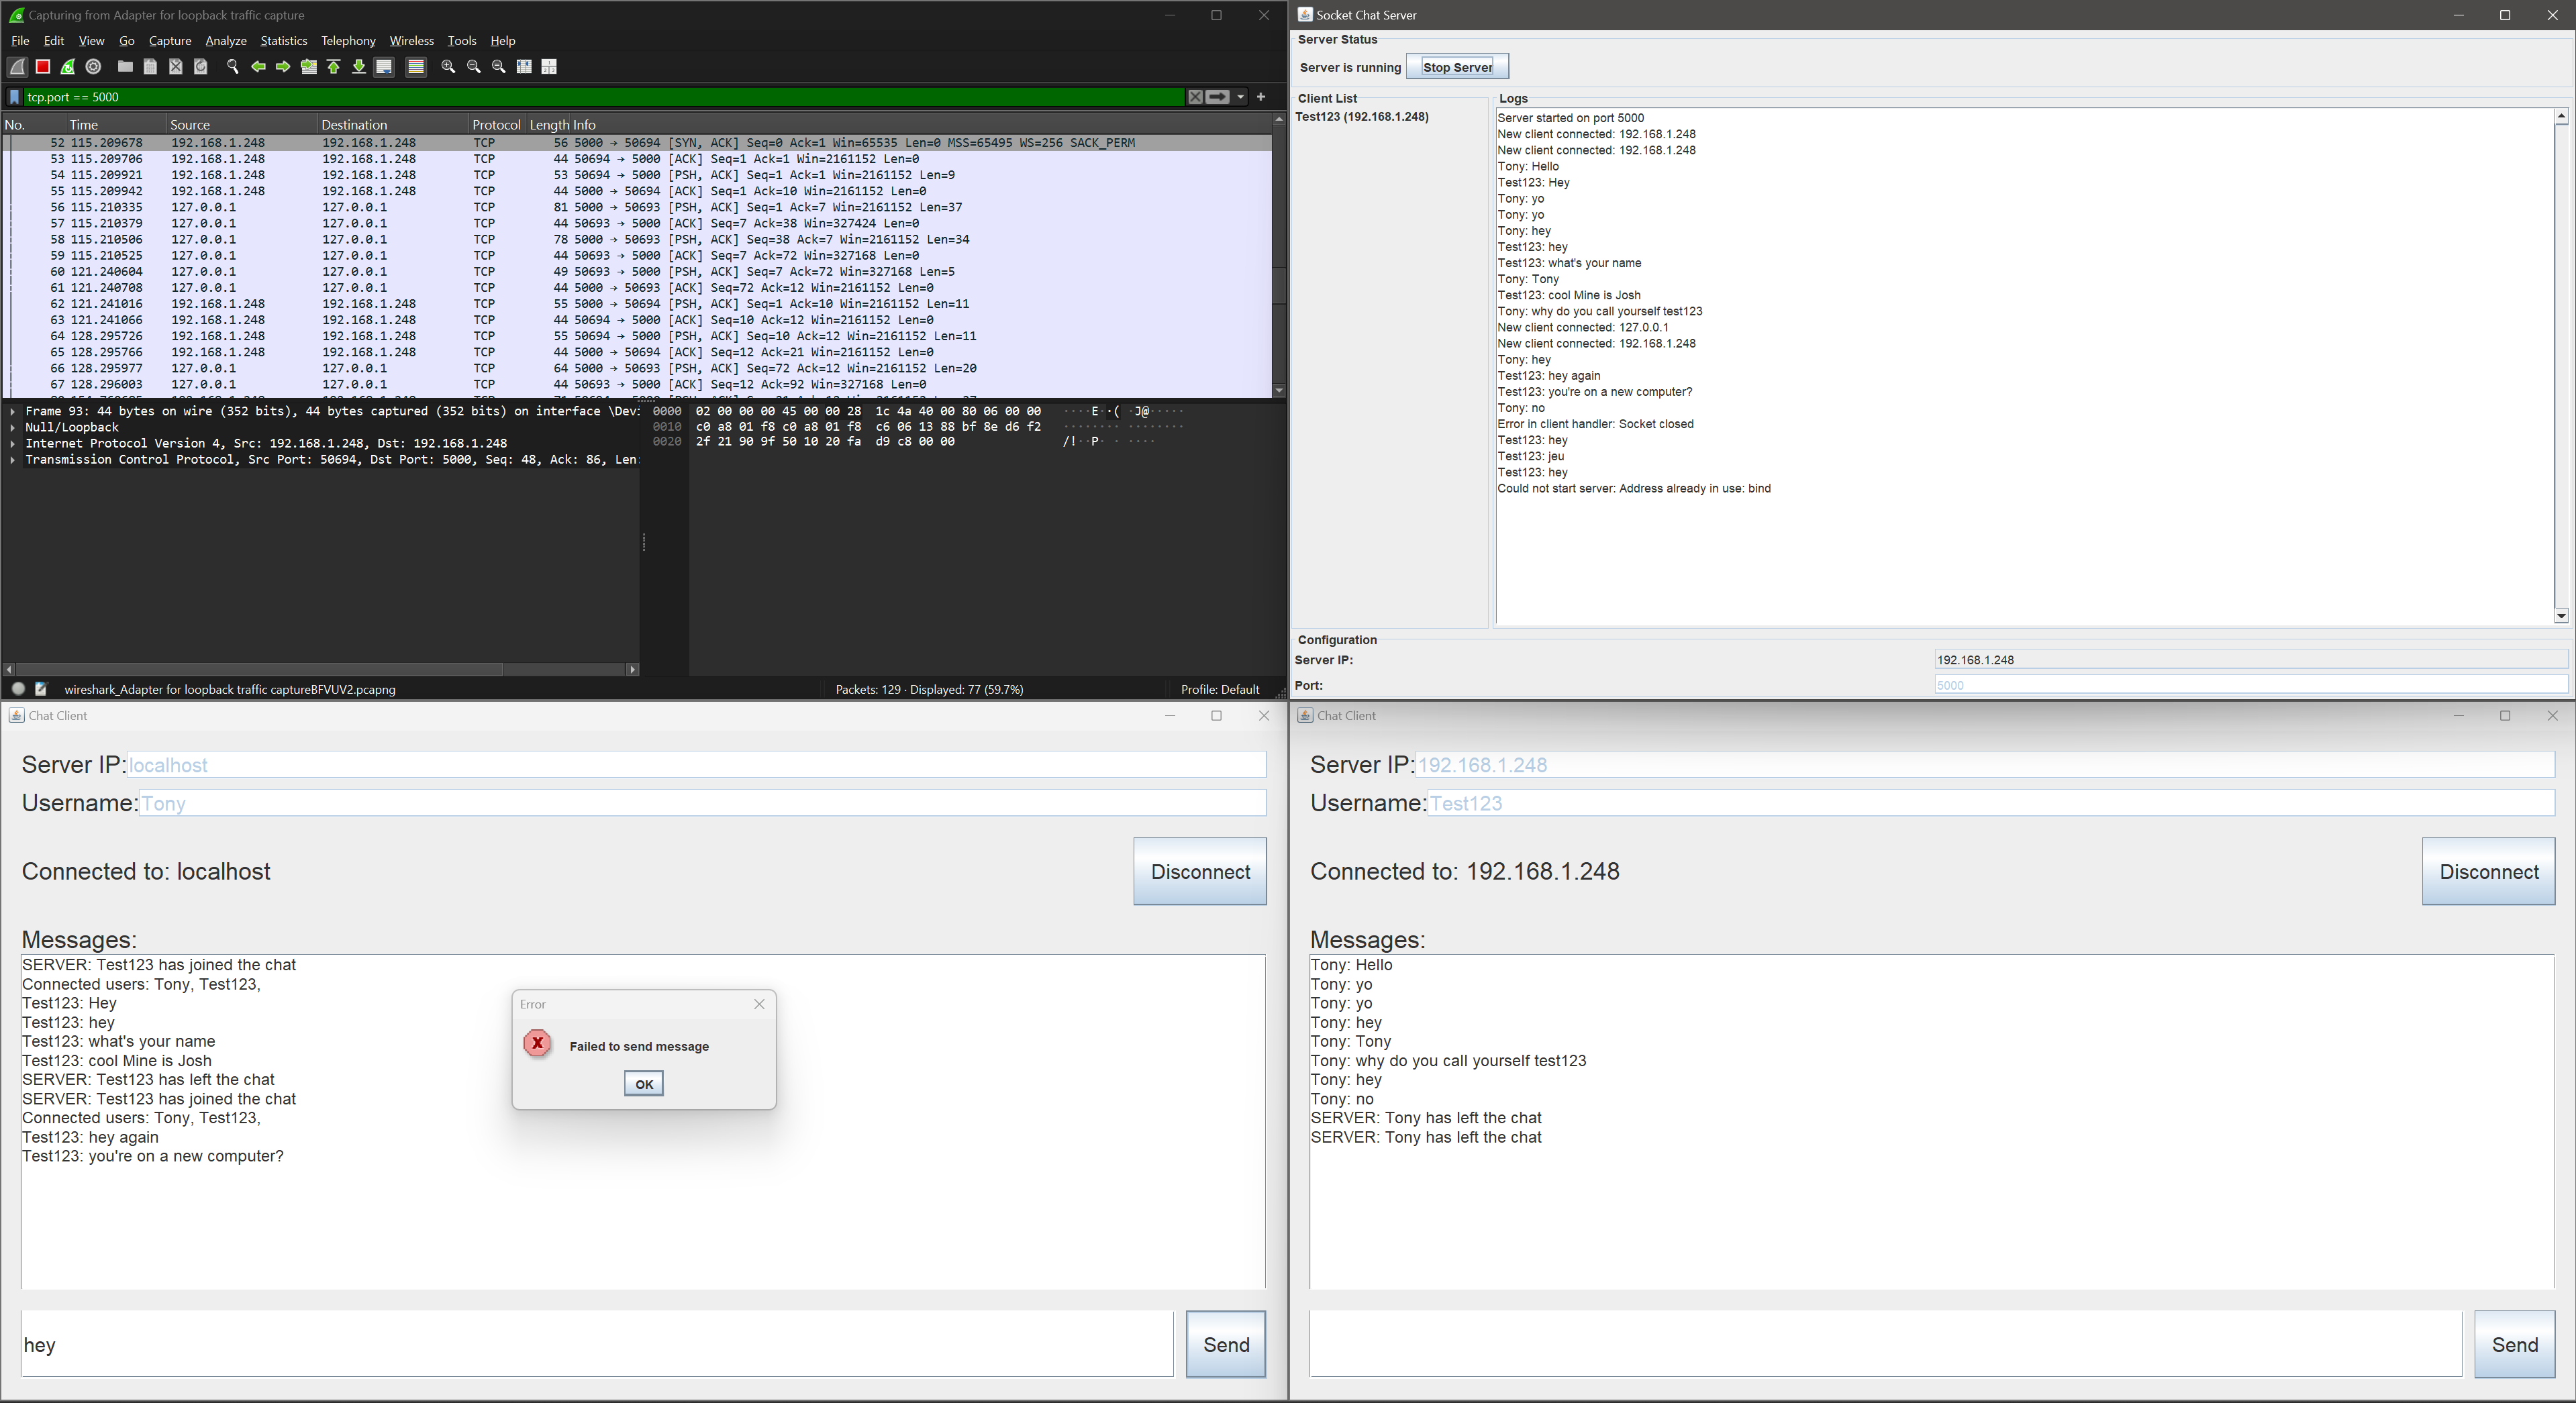 Capturing from Adapter for loopback traffic capture
File Edit View Go Capture Analyze Statistics Telephony Wireless Tools Help
tcp.port == 5000
No. Time Source Destination Protocol Length Info
52 115.209678 192.168.1.248 192.168.1.248 TCP 56 5000 → 50694 [SYN, ACK] Seq=0 Ack=1 Win=65535 Len=0 MSS=65495 WS=256 SACK_PERM
53 115.209706 192.168.1.248 192.168.1.248 TCP 44 50694 → 5000 [ACK] Seq=1 Ack=1 Win=2161152 Len=0
54 115.209921 192.168.1.248 192.168.1.248 TCP 53 50694 → 5000 [PSH, ACK] Seq=1 Ack=1 Win=2161152 Len=9
55 115.209942 192.168.1.248 192.168.1.248 TCP 44 5000 → 50694 [ACK] Seq=1 Ack=10 Win=2161152 Len=0
56 115.210335 127.0.0.1 127.0.0.1 TCP 81 5000 → 50693 [PSH, ACK] Seq=1 Ack=7 Win=2161152 Len=37
57 115.210379 127.0.0.1 127.0.0.1 TCP 44 50693 → 5000 [ACK] Seq=7 Ack=38 Win=327424 Len=0
58 115.210506 127.0.0.1 127.0.0.1 TCP 78 5000 → 50693 [PSH, ACK] Seq=38 Ack=7 Win=2161152 Len=34
59 115.210525 127.0.0.1 127.0.0.1 TCP 44 50693 → 5000 [ACK] Seq=7 Ack=72 Win=327168 Len=0
60 121.240604 127.0.0.1 127.0.0.1 TCP 49 50693 → 5000 [PSH, ACK] Seq=7 Ack=72 Win=327168 Len=5
61 121.240708 127.0.0.1 127.0.0.1 TCP 44 5000 → 50693 [ACK] Seq=72 Ack=12 Win=2161152 Len=0
62 121.241016 192.168.1.248 192.168.1.248 TCP 55 5000 → 50694 [PSH, ACK] Seq=1 Ack=10 Win=2161152 Len=11
63 121.241066 192.168.1.248 192.168.1.248 TCP 44 50694 → 5000 [ACK] Seq=10 Ack=12 Win=2161152 Len=0
64 128.295726 192.168.1.248 192.168.1.248 TCP 55 50694 → 5000 [PSH, ACK] Seq=10 Ack=12 Win=2161152 Len=11
65 128.295766 192.168.1.248 192.168.1.248 TCP 44 5000 → 50694 [ACK] Seq=12 Ack=21 Win=2161152 Len=0
66 128.295977 127.0.0.1 127.0.0.1 TCP 64 5000 → 50693 [PSH, ACK] Seq=72 Ack=12 Win=2161152 Len=20
67 128.296003 127.0.0.1 127.0.0.1 TCP 44 50693 → 5000 [ACK] Seq=12 Ack=92 Win=327168 Len=0
Frame 93: 44 bytes on wire (352 bits), 44 bytes captured (352 bits) on interface \Dev
Null/Loopback
Internet Protocol Version 4, Src: 192.168.1.248, Dst: 192.168.1.248
Transmission Control Protocol, Src Port: 50694, Dst Port: 5000, Seq: 48, Ack: 86, Len
0000 02 00 00 00 45 00 00 28 1c 4a 40 00 80 06 00 00 ····E··( ·J@·····
0010 c0 a8 01 f8 c0 a8 01 f8 c6 06 13 88 bf 8e d6 f2 ········ ········
0020 2f 21 90 9f 50 10 20 fa d9 c8 00 00 /!··P· · ····
wireshark_Adapter for loopback traffic captureBFVUV2.pcapng
Packets: 129 · Displayed: 77 (59.7%)
Profile: Default
Socket Chat Server
Server Status
Server is running Stop Server
Client List
Test123 (192.168.1.248)
Logs
Server started on port 5000
New client connected: 192.168.1.248
New client connected: 192.168.1.248
Tony: Hello
Test123: Hey
Tony: yo
Tony: yo
Tony: hey
Test123: hey
Test123: what's your name
Tony: Tony
Test123: cool Mine is Josh
Tony: why do you call yourself test123
New client connected: 127.0.0.1
New client connected: 192.168.1.248
Tony: hey
Test123: hey again
Test123: you're on a new computer?
Tony: no
Error in client handler: Socket closed
Test123: hey
Test123: jeu
Test123: hey
Could not start server: Address already in use: bind
Configuration
Server IP: 192.168.1.248
Port: 5000
Chat Client
Server IP: localhost
Username: Tony
Connected to: localhost
Disconnect
Messages:
SERVER: Test123 has joined the chat
Connected users: Tony, Test123,
Test123: Hey
Test123: hey
Test123: what's your name
Test123: cool Mine is Josh
SERVER: Test123 has left the chat
SERVER: Test123 has joined the chat
Connected users: Tony, Test123,
Test123: hey again
Test123: you're on a new computer?
Error
Failed to send message
OK
hey
Send
Chat Client
Server IP: 192.168.1.248
Username: Test123
Connected to: 192.168.1.248
Disconnect
Messages:
Tony: Hello
Tony: yo
Tony: yo
Tony: hey
Tony: Tony
Tony: why do you call yourself test123
Tony: hey
Tony: no
SERVER: Tony has left the chat
SERVER: Tony has left the chat
Send